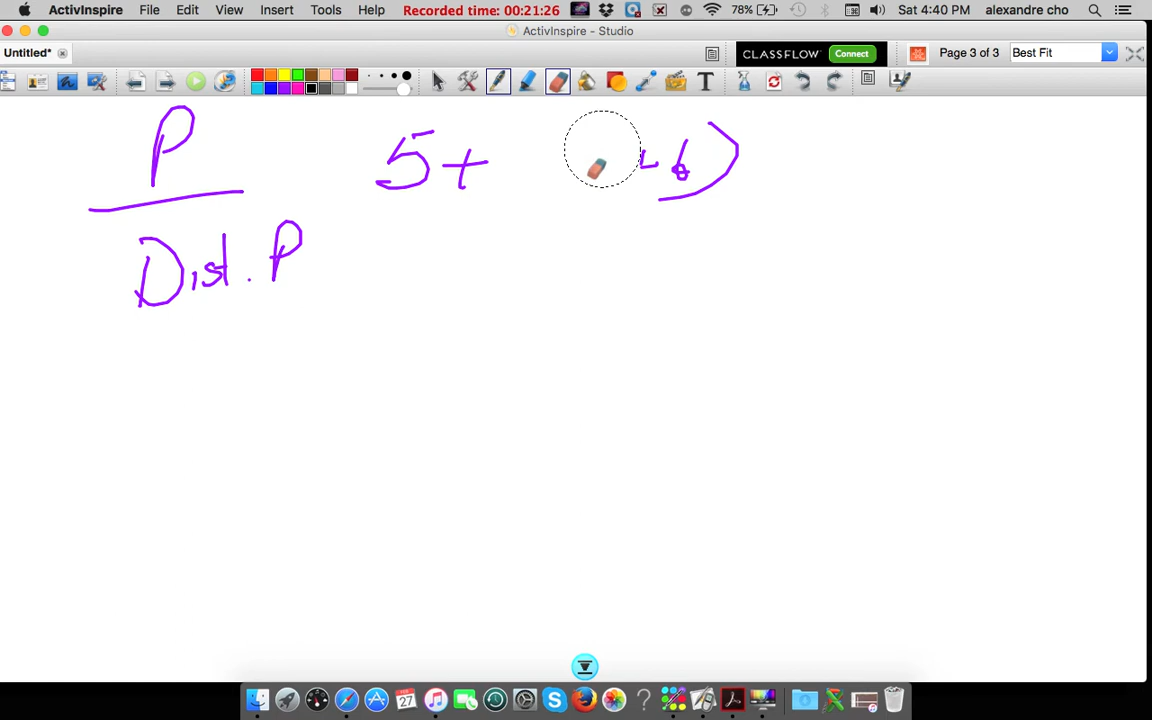 ActivInspire File Edit View Insert Tools Help Recorded time: 00:21:26 78% Sat 4:40 PM alexandre cho
ActivInspire - Studio
Untitled* CLASSFLOW Connect Page 3 of 3 Best Fit
P 5+ 6)
Dist. P
27